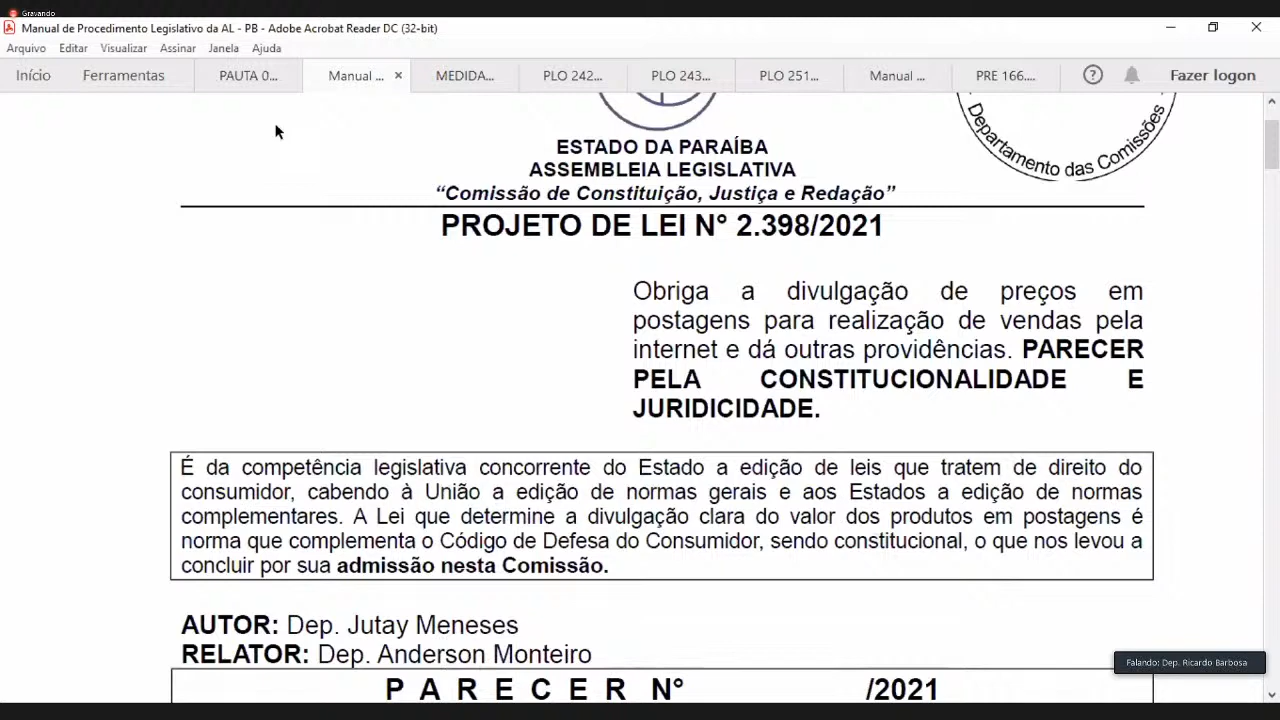 Gravando
Manual de Procedimento Legislativo da AL - PB - Adobe Acrobat Reader DC (32-bit)
Arquivo Editar Visualizar Assinar Janela Ajuda
Início Ferramentas PAUTA 0... Manual ... × MEDIDA... PLO 242... PLO 243... PLO 251... Manual ... PRE 166.... ? Fazer logon
Departamento das Comissões
ESTADO DA PARAÍBA
ASSEMBLEIA LEGISLATIVA
“Comissão de Constituição, Justiça e Redação”
PROJETO DE LEI N° 2.398/2021
Obriga a divulgação de preços em
postagens para realização de vendas pela
internet e dá outras providências. PARECER
PELA CONSTITUCIONALIDADE E
JURIDICIDADE.
É da competência legislativa concorrente do Estado a edição de leis que tratem de direito do
consumidor, cabendo à União a edição de normas gerais e aos Estados a edição de normas
complementares. A Lei que determine a divulgação clara do valor dos produtos em postagens é
norma que complementa o Código de Defesa do Consumidor, sendo constitucional, o que nos levou a
concluir por sua admissão nesta Comissão.
AUTOR: Dep. Jutay Meneses
RELATOR: Dep. Anderson Monteiro
Falando: Dep. Ricardo Barbosa
P A R E C E R N° /2021